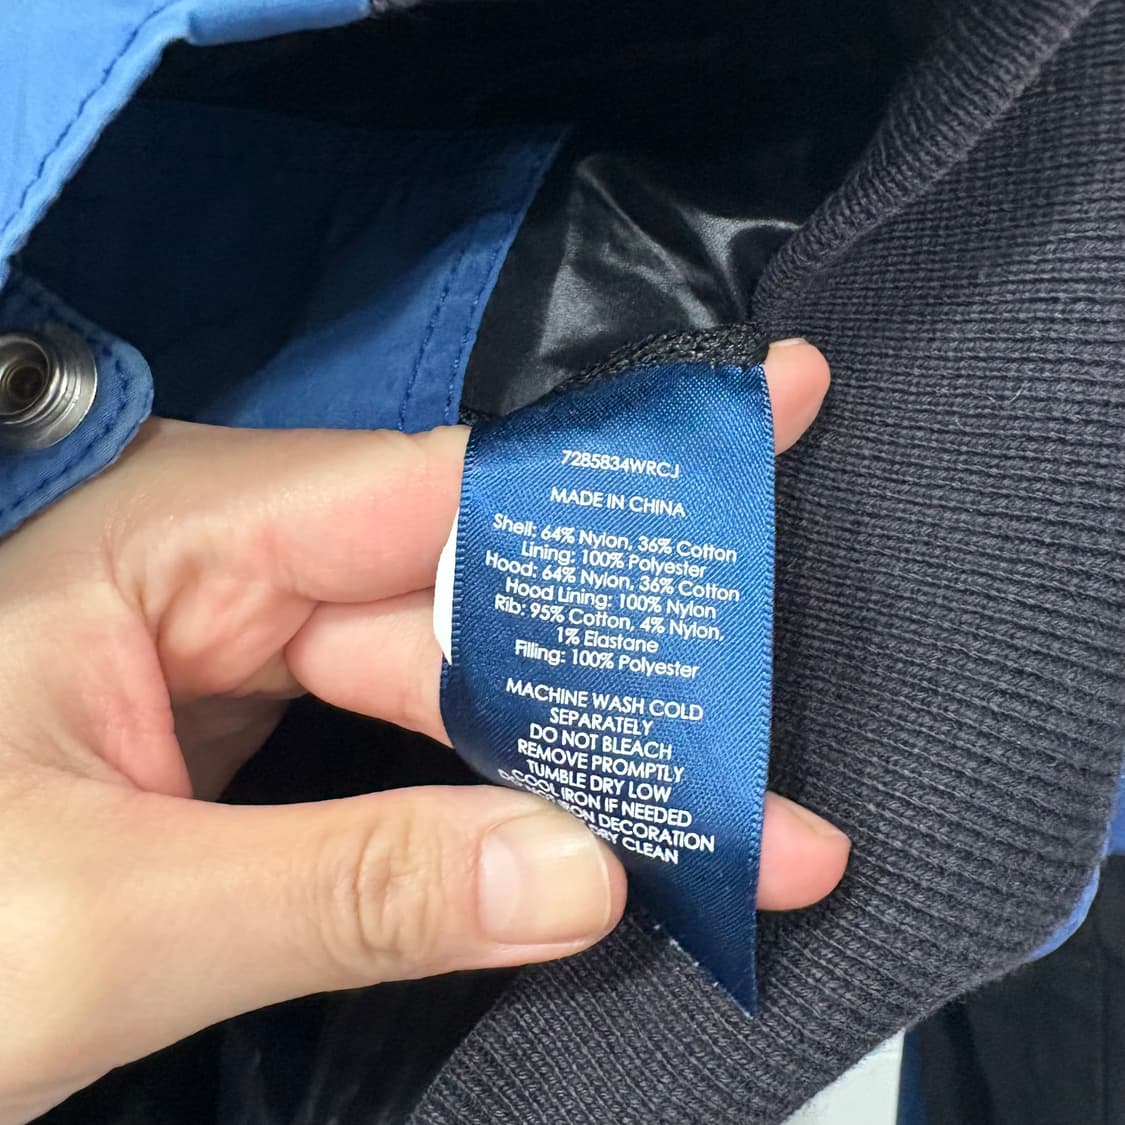 7285834WRCJ
MADE IN CHINA
Shell: 64% Nylon, 36% Cotton
Lining: 100% Polyester
Hood: 64% Nylon, 36% Cotton
Hood Lining: 100% Nylon
Rib: 95% Cotton, 4% Nylon,
1% Elastane
Filling: 100% Polyester
MACHINE WASH COLD
SEPARATELY
DO NOT BLEACH
REMOVE PROMPTLY
TUMBLE DRY LOW
COOL IRON IF NEEDED
IRON DECORATION
DRY CLEAN